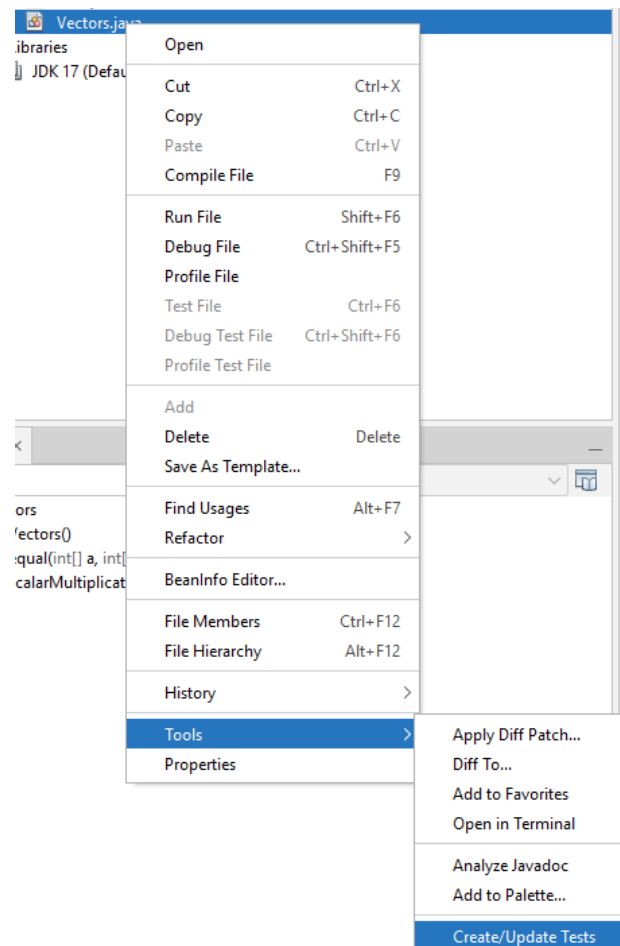 Vectors.java
ibraries
JDK 17 (Defau
Open
Cut Ctrl+X
Copy Ctrl+C
Paste Ctrl+V
Compile File F9
Run File Shift+F6
Debug File Ctrl+Shift+F5
Profile File
Test File Ctrl+F6
Debug Test File Ctrl+Shift+F6
Profile Test File
Add
Delete Delete
Save As Template...
Find Usages Alt+F7
Refactor
BeanInfo Editor...
File Members Ctrl+F12
File Hierarchy Alt+F12
History
Tools
Properties
ors
ectors()
equal(int[] a, int[
calarMultiplicat
Apply Diff Patch...
Diff To...
Add to Favorites
Open in Terminal
Analyze Javadoc
Add to Palette...
Create/Update Tests